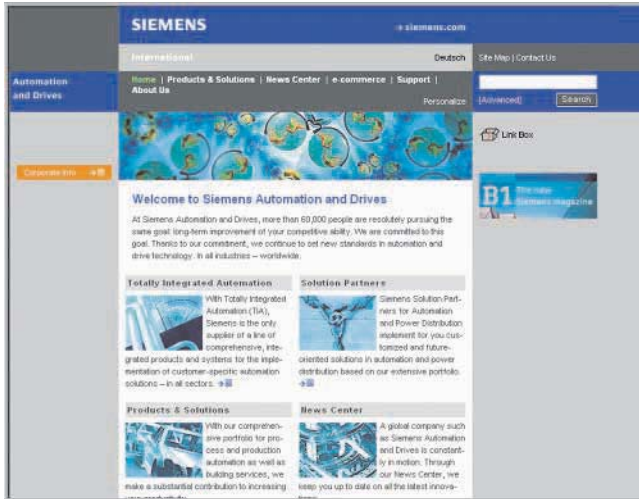 SIEMENS
siemens.com
International
Deutsch
Site Map | Contact Us
Automation
and Drives
Home | Products & Solutions | News Center | e-commerce | Support |
About Us
Personalize
[Advanced]
Search
Link Box
Corporate Info
B1 The new
Siemens magazine
Welcome to Siemens Automation and Drives
At Siemens Automation and Drives, more than 60,000 people are resolutely pursuing the
same goal: long-term improvement of your competitive ability. We are committed to this
goal. Thanks to our commitment, we continue to set new standards in automation and
drive technology. In all industries – worldwide.
Totally Integrated Automation
With Totally Integrated
Automation (TIA),
Siemens is the only
supplier of a line of
comprehensive, inte-
grated products and systems for the imple-
mentation of customer-specific automation
solutions – in all sectors.
Solution Partners
Siemens Solution Part-
ners for Automation
and Power Distribution
implement for you cus-
tomized and future-
oriented solutions in automation and power
distribution based on our extensive portfolio.
Products & Solutions
With our comprehen-
sive portfolio for pro-
cess and production
automation as well as
building services, we
make a substantial contribution to increasing
your productivity.
News Center
A global company such
as Siemens Automation
and Drives is constant-
ly in motion. Through
our News Center, we
keep you up to date on all the latest innova-
tions.